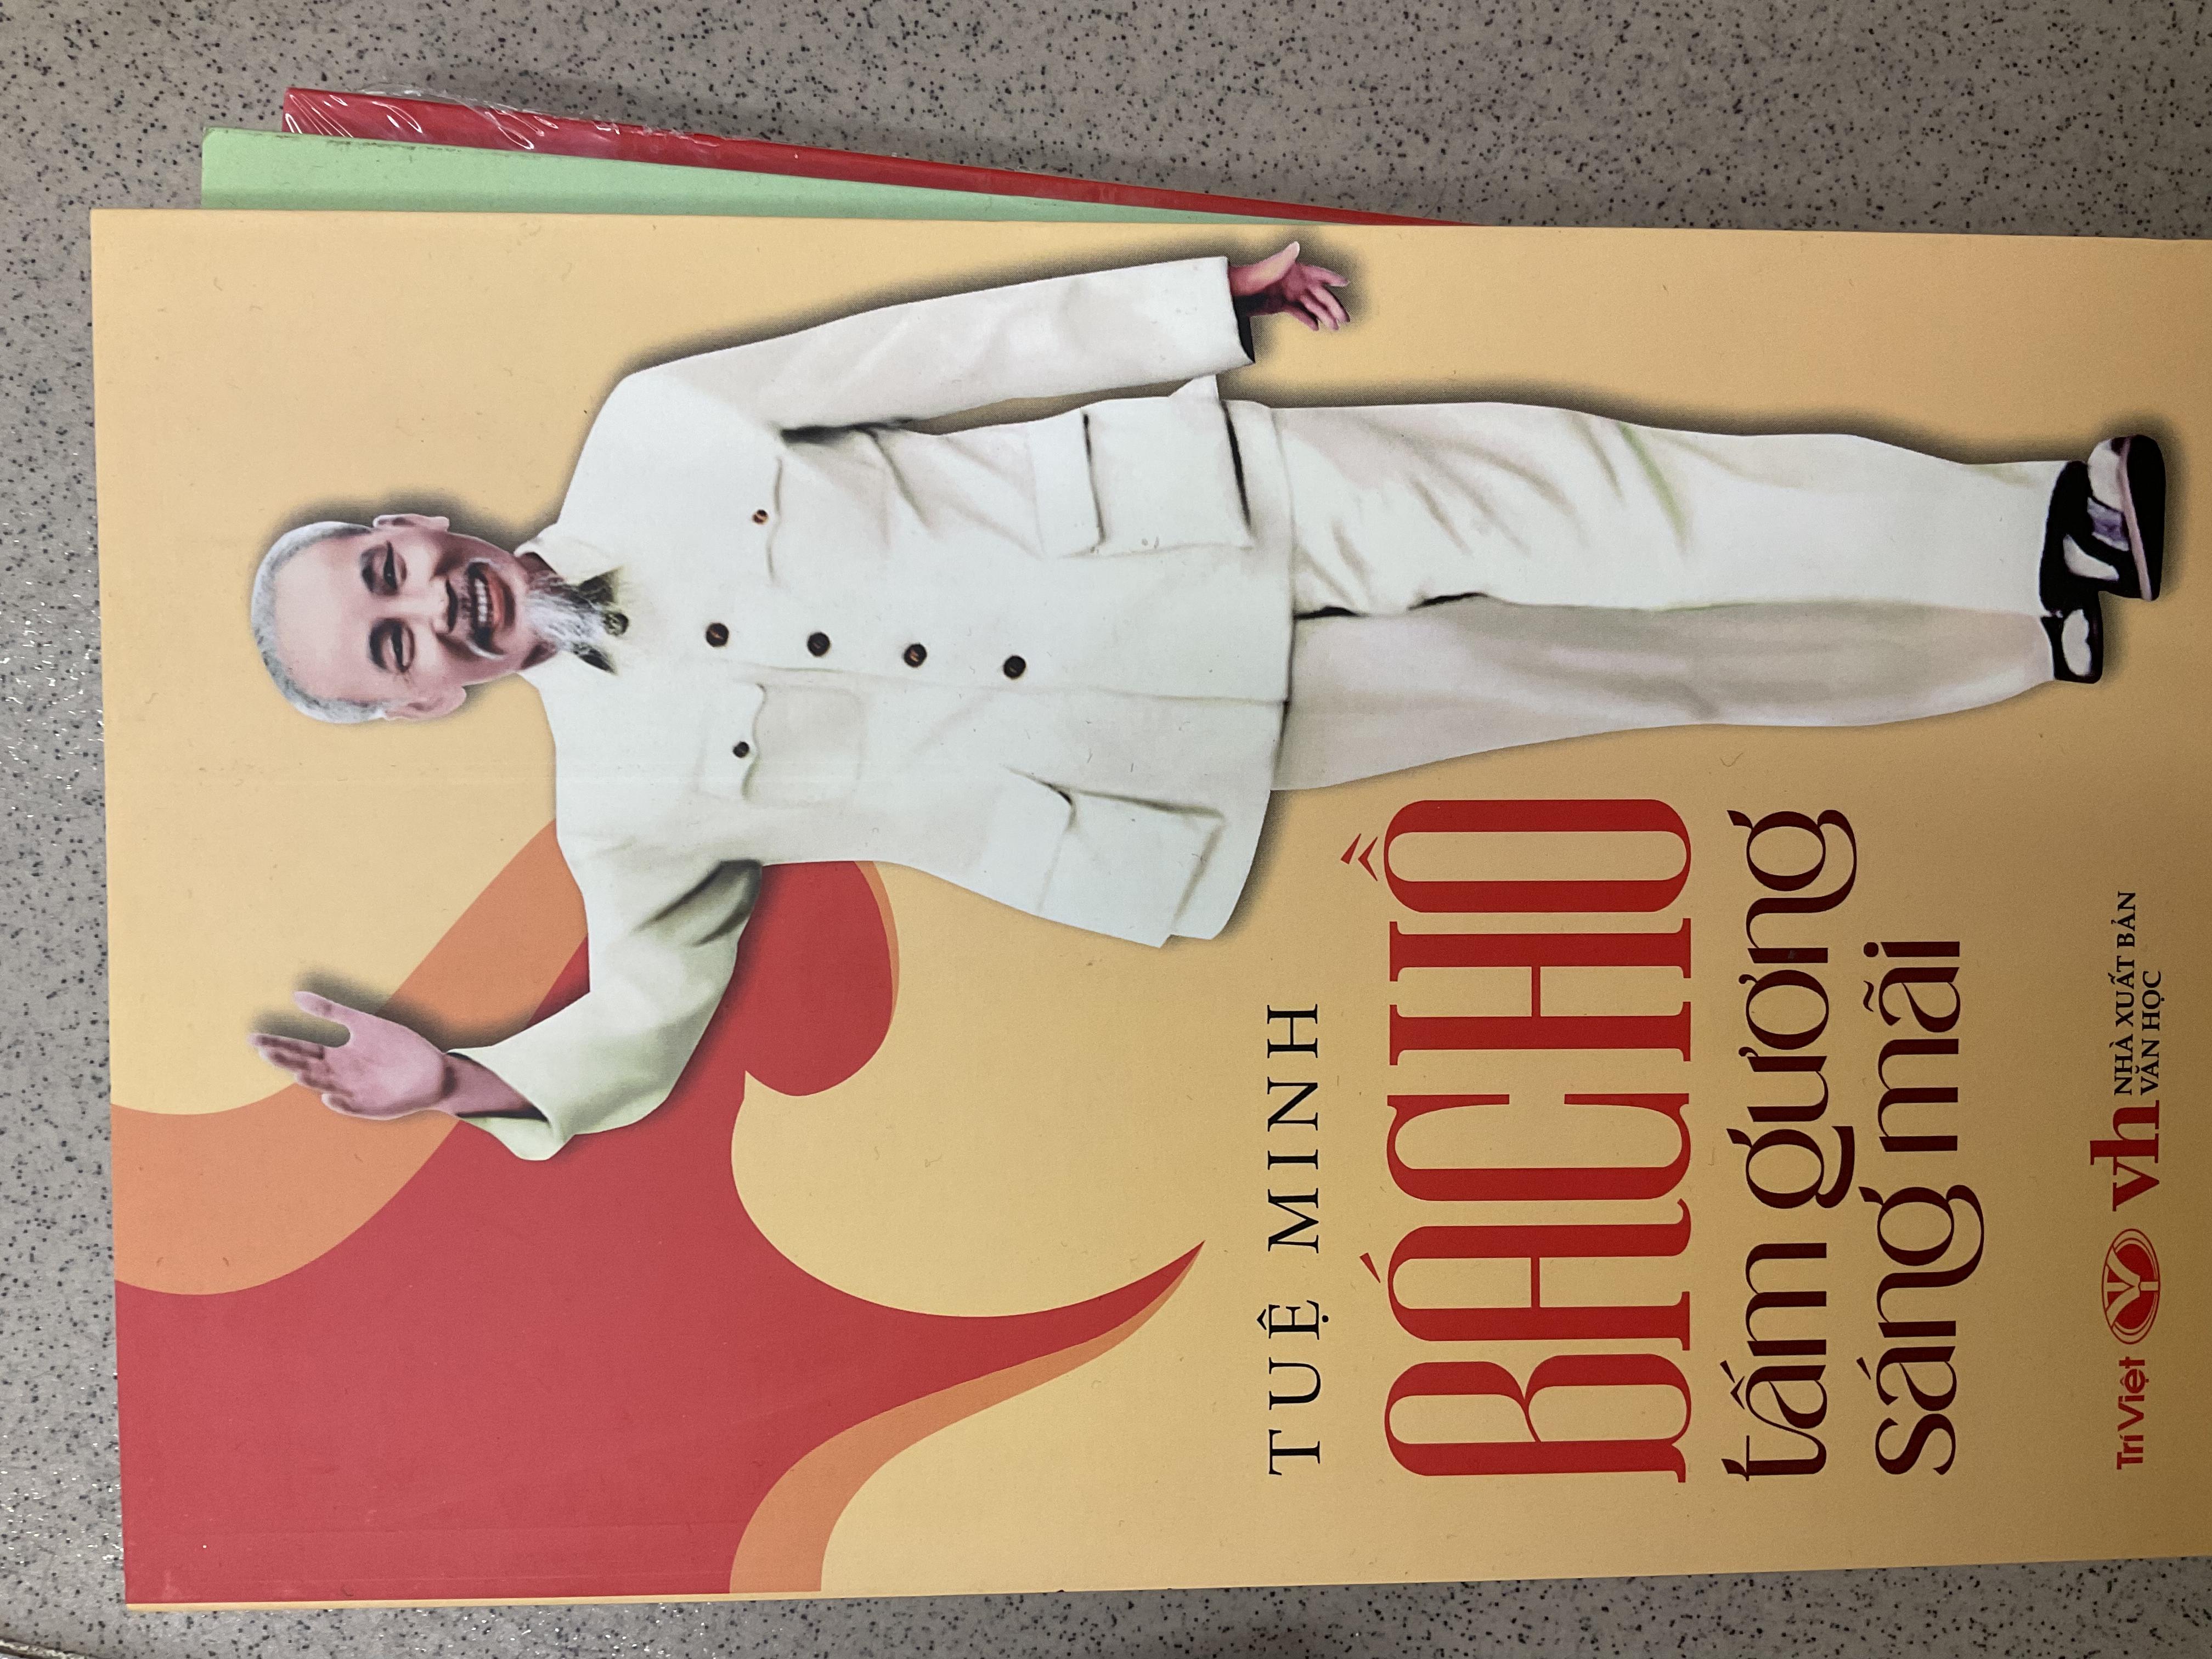 TUỆ MINH
BÁC HỒ
tấm gương
sáng mãi
Trí Việt
vh NHÀ XUẤT BẢN
VĂN HỌC